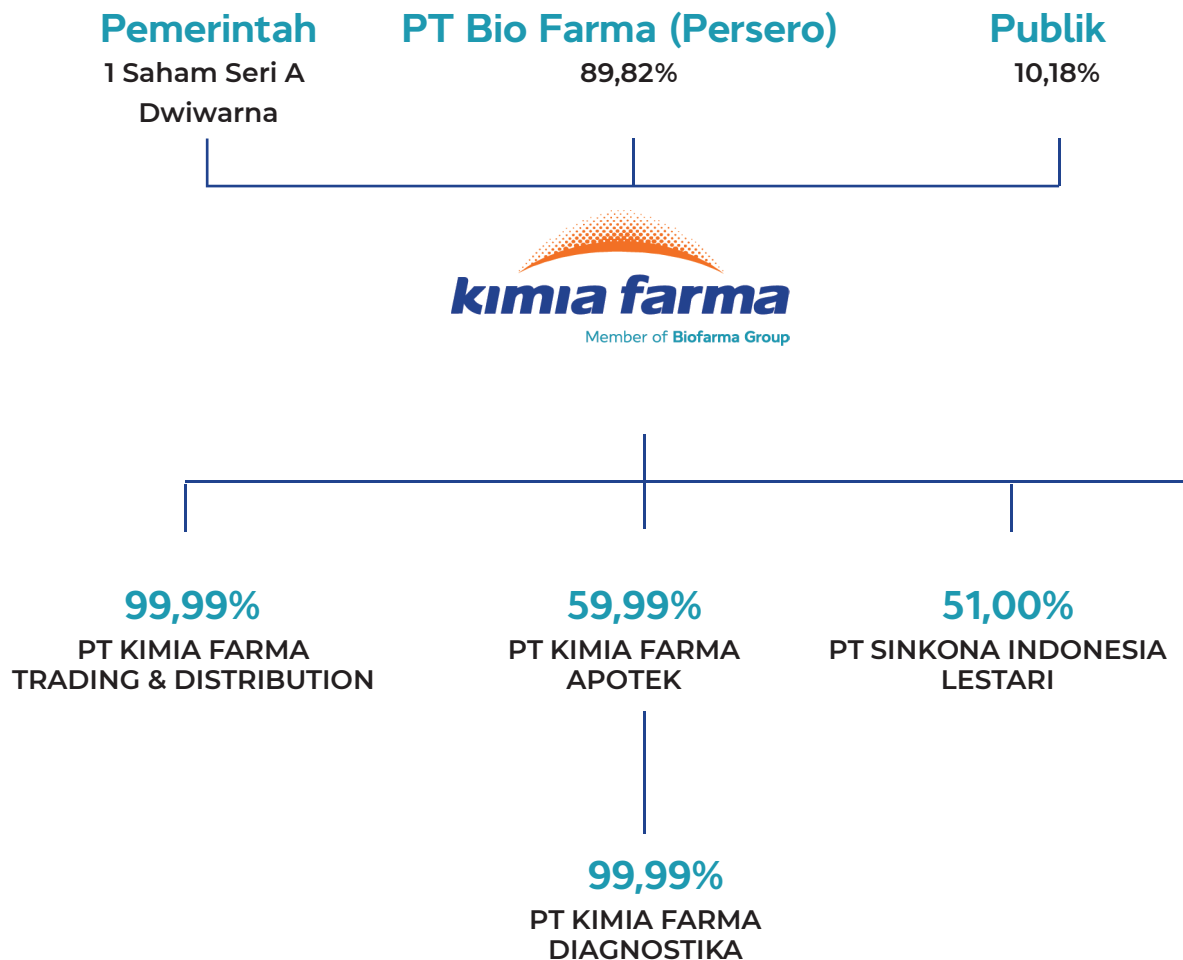 Pemerintah
1 Saham Seri A
Dwiwarna
PT Bio Farma (Persero)
89,82%
Publik
10,18%
kimia farma
Member of Biofarma Group
99,99%
PT KIMIA FARMA
TRADING & DISTRIBUTION
59,99%
PT KIMIA FARMA
APOTEK
51,00%
PT SINKONA INDONESIA
LESTARI
99,99%
PT KIMIA FARMA
DIAGNOSTIKA